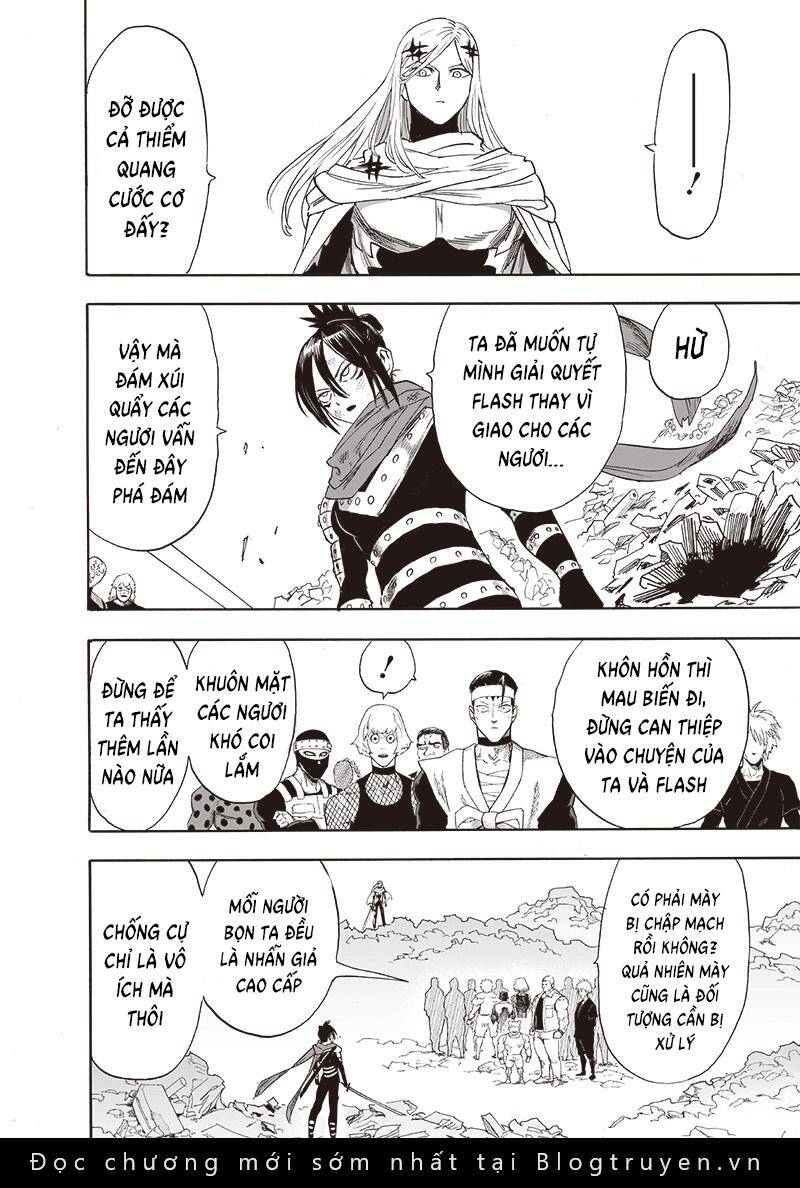 !
ĐỠ ĐƯỢC
CẢ THIỂM
QUANG
CƯỚC CƠ
ĐẤY?
HỪ
TA ĐÃ MUỐN TỰ
MÌNH GIẢI QUYẾT
FLASH THAY VÌ
GIAO CHO CÁC
NGƯƠI...
VẬY MÀ
ĐÁM XÚI
QUẨY CÁC
NGƯƠI VẪN
ĐẾN ĐÂY
PHÁ ĐÁM
KHÔN HỒN THÌ
MAU BIẾN ĐI,
ĐỪNG CAN THIỆP
VÀO CHUYỆN CỦA
TA VÀ FLASH
!
KHUÔN MẶT
CÁC NGƯƠI
KHÓ COI
LẮM
ĐỪNG ĐỂ
TA THẤY
THÊM LẦN
NÀO NỮA
CÓ PHẢI MÀY
BỊ CHẬP MẠCH
RỒI KHÔNG?
QUẢ NHIÊN MÀY
CŨNG LÀ ĐỐI
TƯỢNG CẦN BỊ
XỬ LÝ
MỖI NGƯỜI
BỌN TA ĐỀU
LÀ NHẪN GIẢ
CAO CẤP
CHỐNG CỰ
CHỈ LÀ VÔ
ÍCH MÀ
THÔI
Đọc chương mới sớm nhất tại Blogtruyen.vn